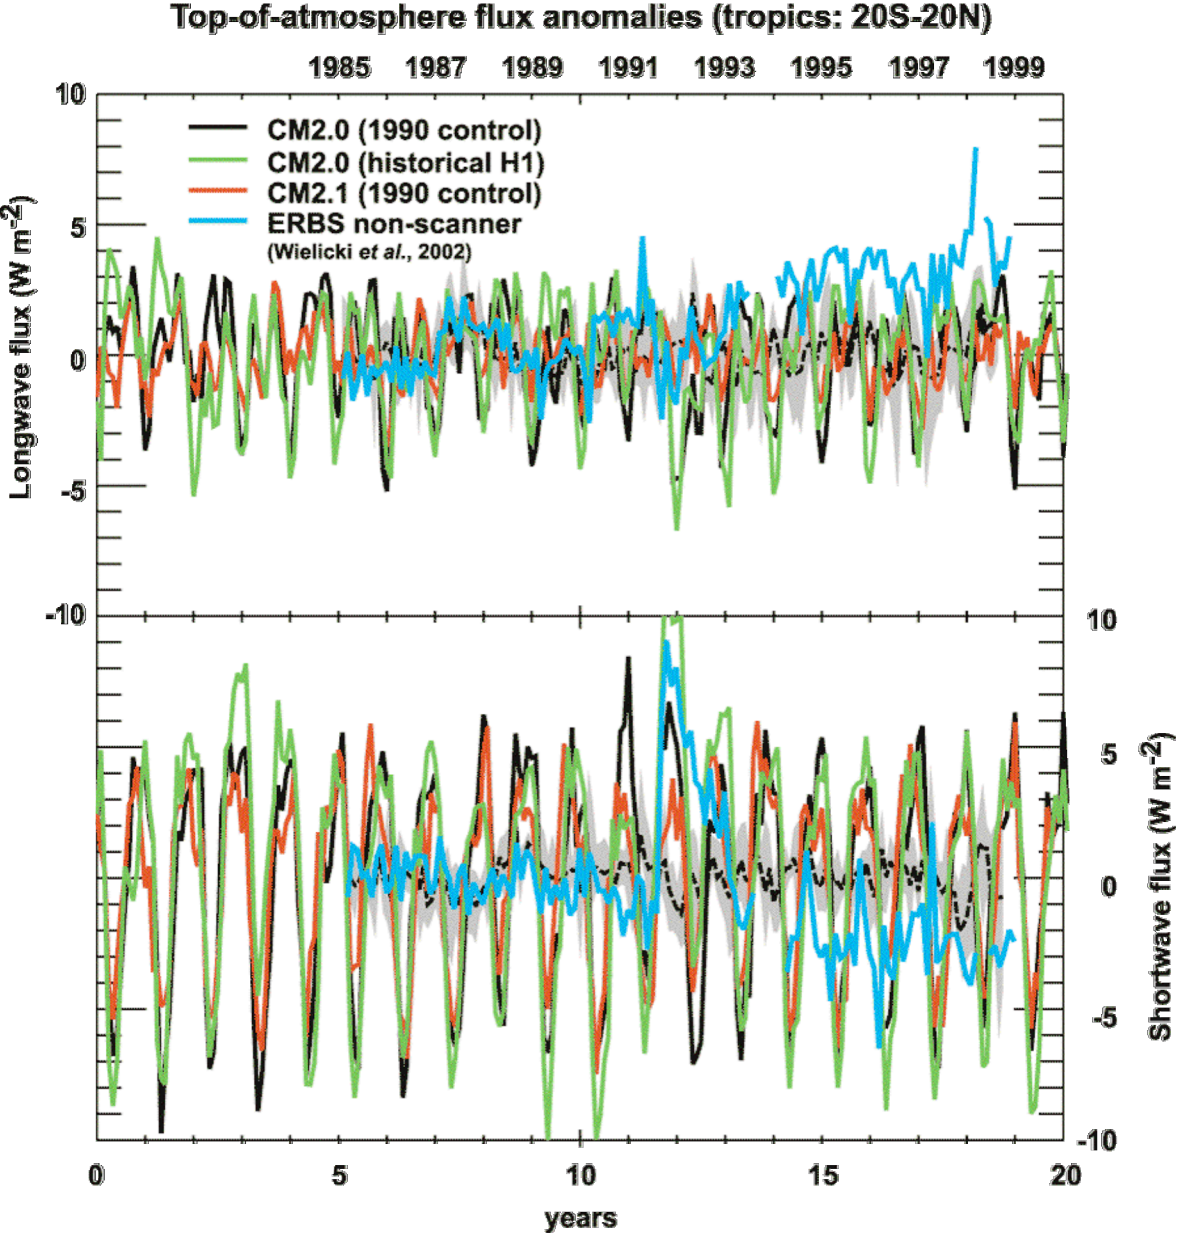 Top-of-atmosphere flux anomalies (tropics: 20S-20N)
1985 1987 1989 1991 1993 1995 1997 1999
10
CM2.0 (1990 control)
CM2.0 (historical H1)
CM2.1 (1990 control)
ERBS non-scanner
(Wielicki et al., 2002)
5
0
-5
-10
Longwave flux (W m-2)
10
5
0
-5
-10
Shortwave flux (W m-2)
0 5 10 15 20
years